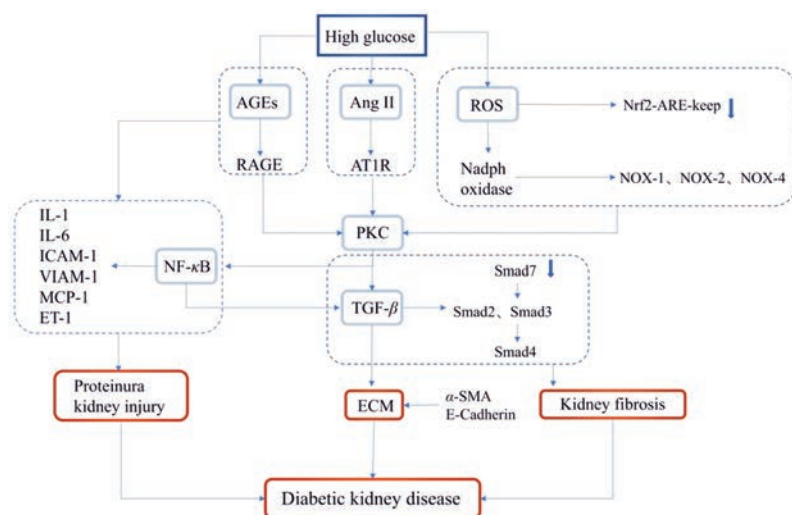 High glucose
AGEs
Ang II
ROS
Nrf2-ARE-keep
RAGE
AT1R
Nadph
oxidase
NOX-1、NOX-2、NOX-4
IL-1
IL-6
ICAM-1
VIAM-1
MCP-1
ET-1
NF-κB
PKC
Smad7
TGF-β
Smad2、Smad3
Smad4
Proteinura
kidney injury
ECM
α-SMA
E-Cadherin
Kidney fibrosis
Diabetic kidney disease